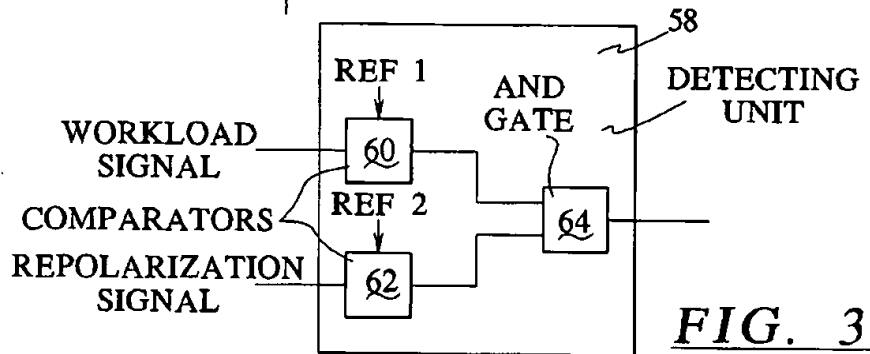 58
REF 1
AND
GATE
DETECTING
UNIT
WORKLOAD
SIGNAL
60
COMPARATORS
REF 2
64
REPOLARIZATION
SIGNAL
62
FIG. 3